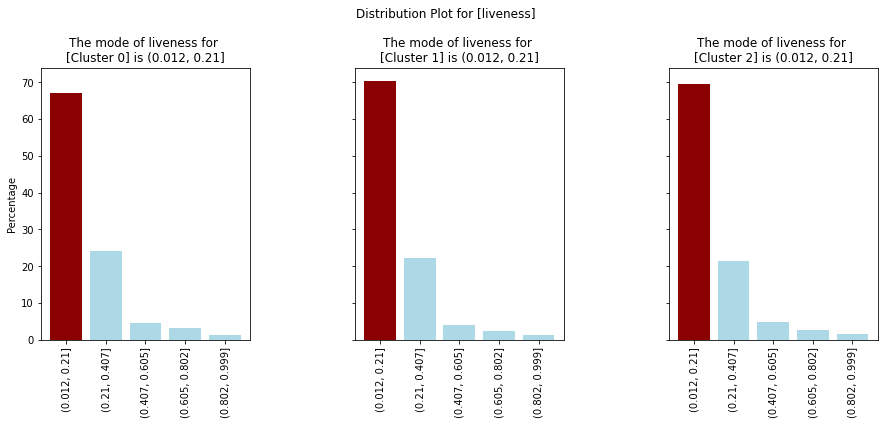 Distribution Plot for [liveness]
The mode of liveness for
[Cluster 0] is (0.012, 0.21]
The mode of liveness for
[Cluster 1] is (0.012, 0.21]
The mode of liveness for
[Cluster 2] is (0.012, 0.21]
Percentage
70
60
50
40
30
20
10
0
(0.012, 0.21]
(0.21, 0.407]
(0.407, 0.605]
(0.605, 0.802]
(0.802, 0.999]
(0.012, 0.21]
(0.21, 0.407]
(0.407, 0.605]
(0.605, 0.802]
(0.802, 0.999]
(0.012, 0.21]
(0.21, 0.407]
(0.407, 0.605]
(0.605, 0.802]
(0.802, 0.999]